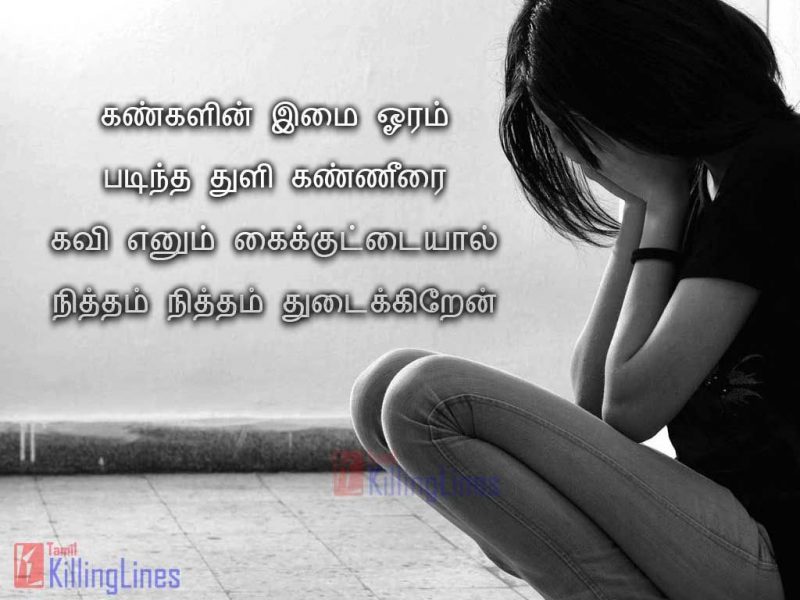 கண்களின் இமை ஓரம்
படிந்த துளி கண்ணீரை
கவி எனும் கைக்குட்டையால்
நித்தம் நித்தம் துடைக்கிறேன்
KillingLines
Tamil
KillingLines